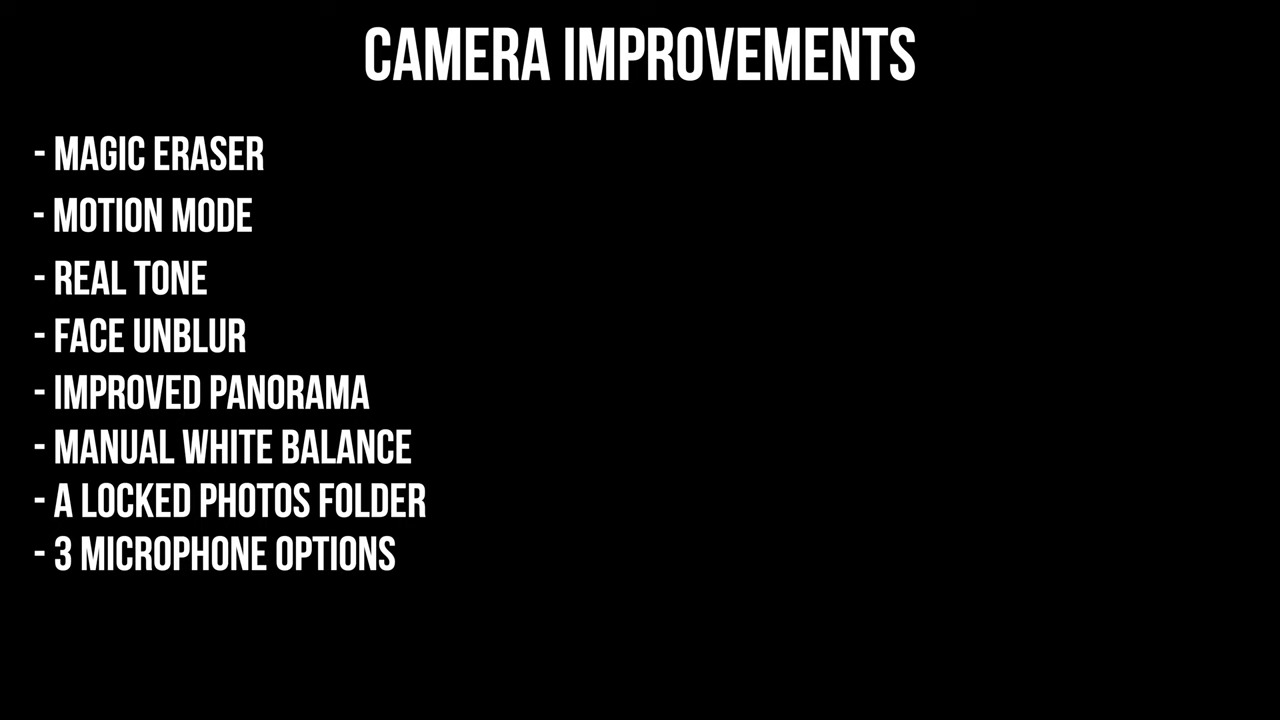 CAMERA IMPROVEMENTS
- MAGIC ERASER
- MOTION MODE
- REAL TONE
- FACE UNBLUR
- IMPROVED PANORAMA
- MANUAL WHITE BALANCE
- A LOCKED PHOTOS FOLDER
- 3 MICROPHONE OPTIONS